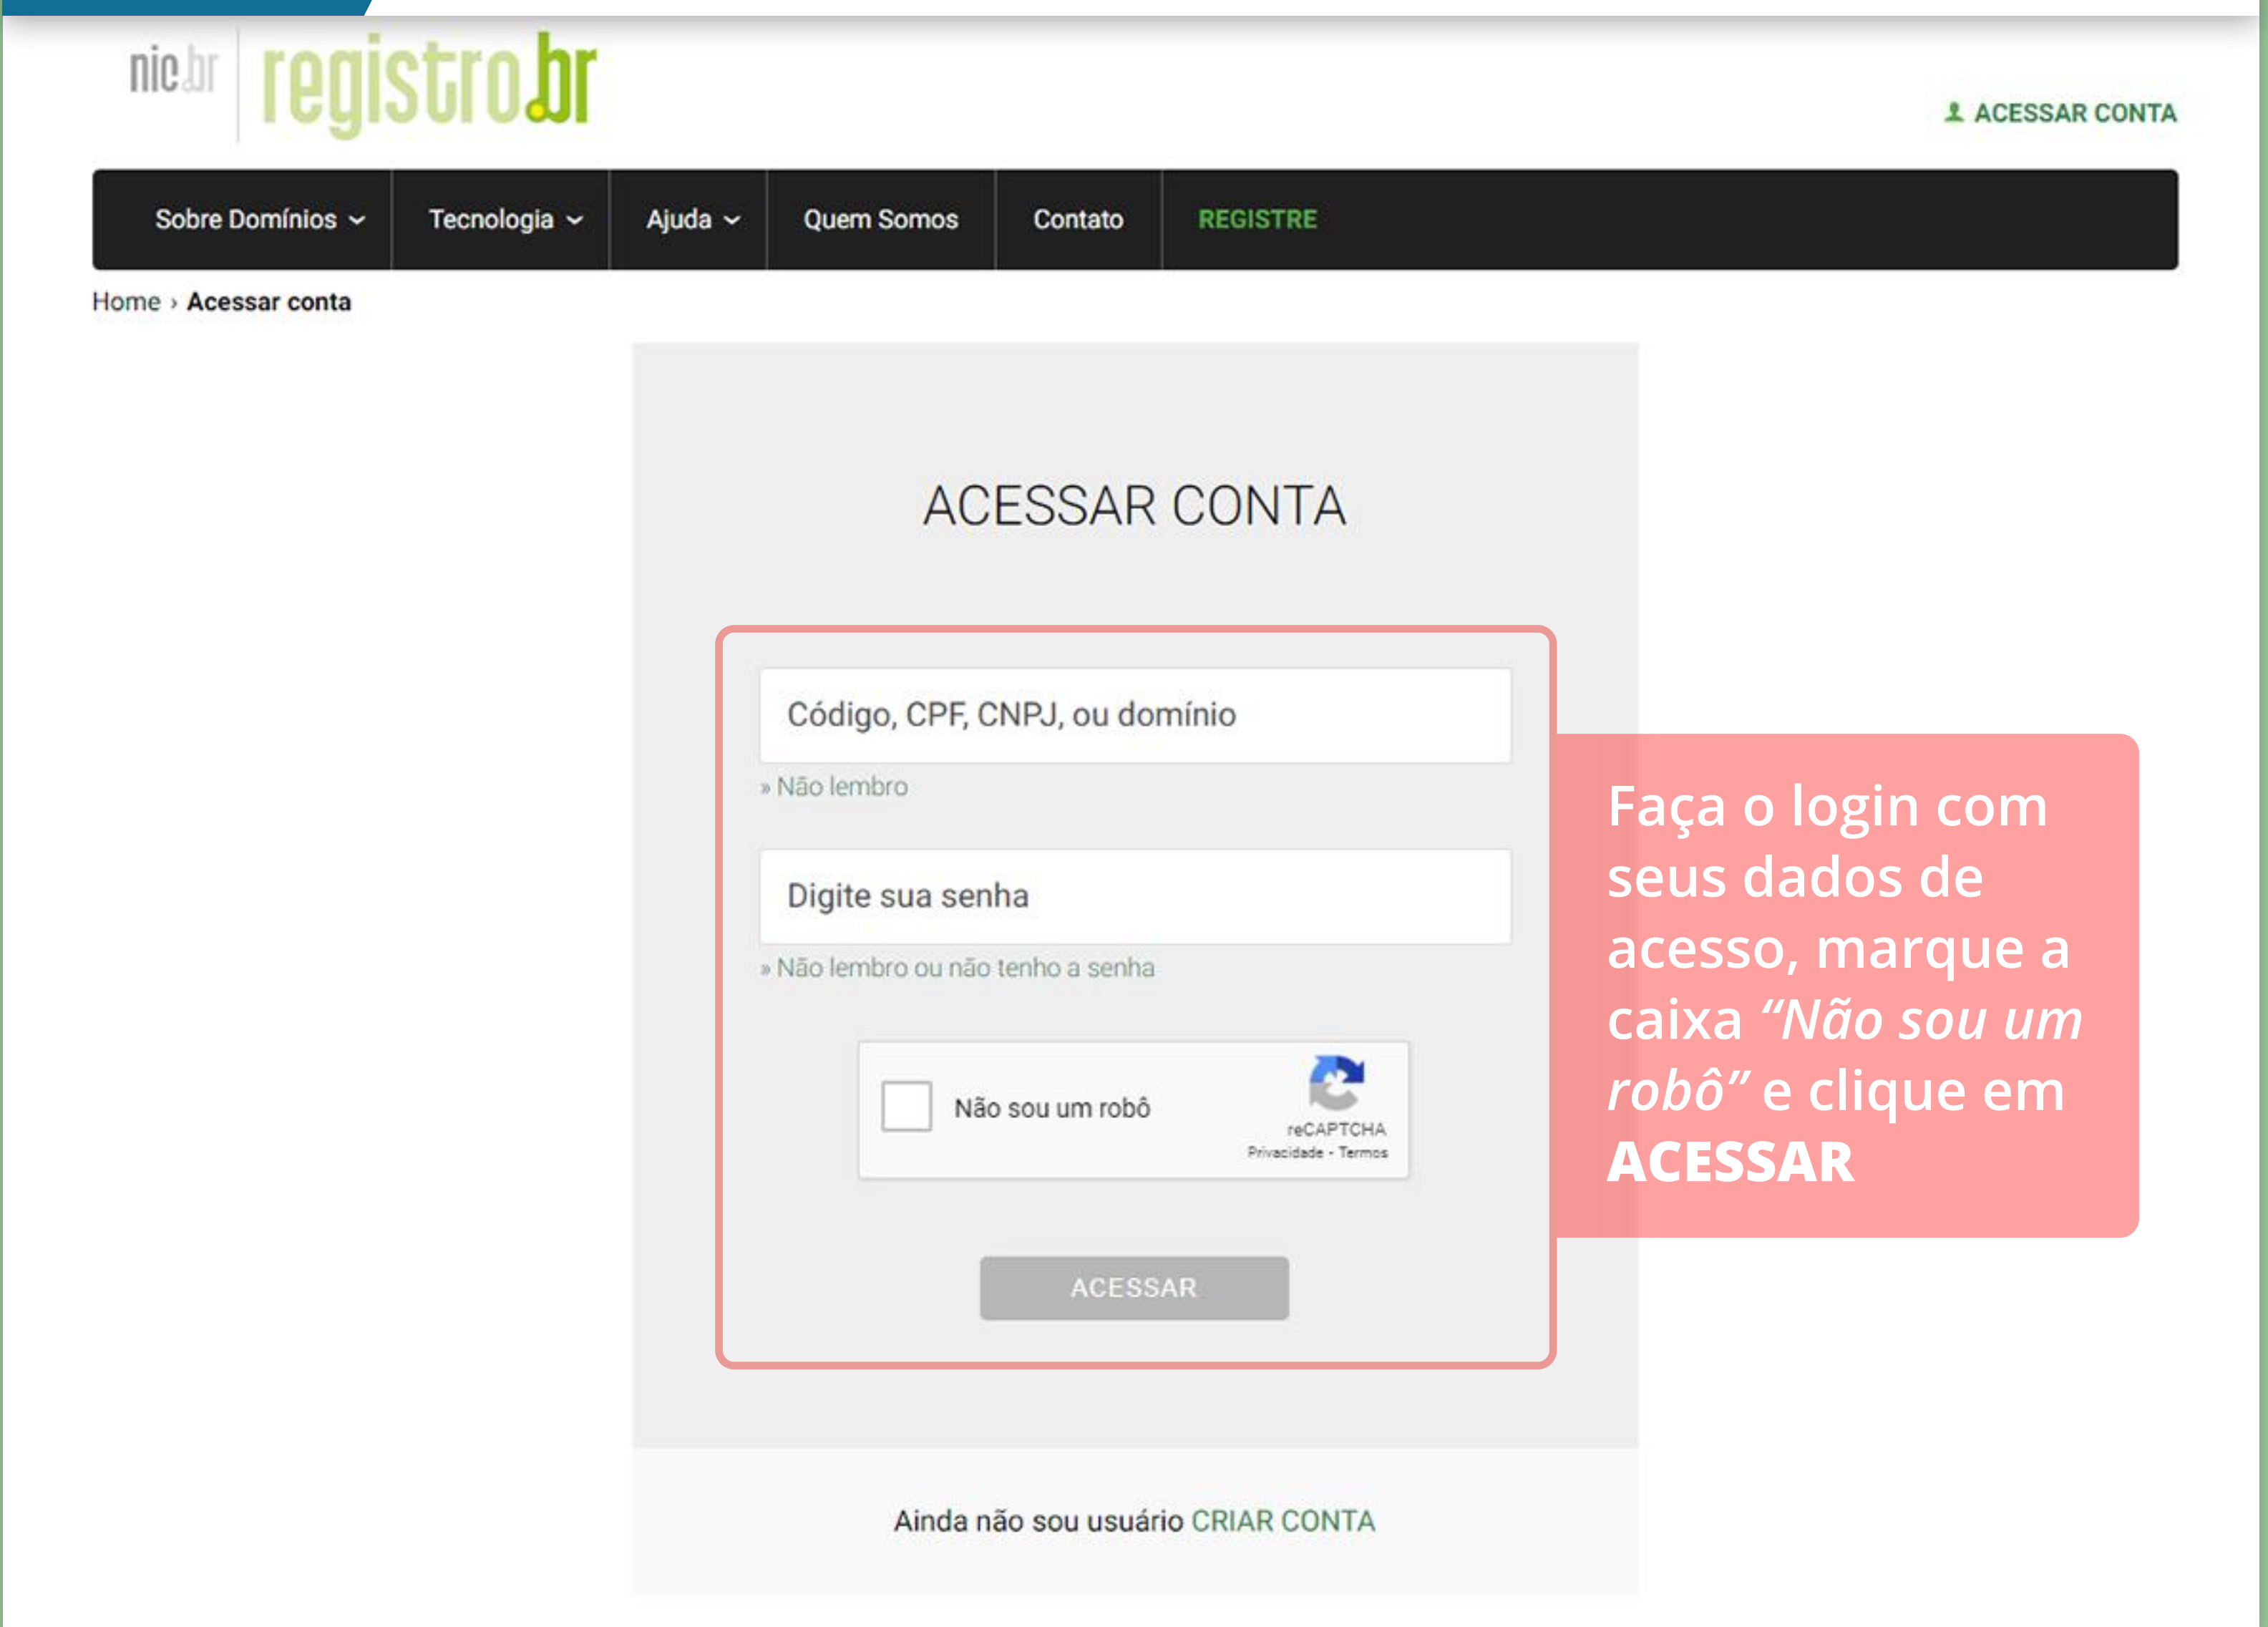 nic.br registro.br
ACESSAR CONTA
Sobre Domínios Tecnologia Ajuda Quem Somos Contato REGISTRE
Home › Acessar conta
ACESSAR CONTA
Código, CPF, CNPJ, ou domínio
» Não lembro
Digite sua senha
» Não lembro ou não tenho a senha
Não sou um robô
reCAPTCHA
Privacidade - Termos
ACESSAR
Faça o login com
seus dados de
acesso, marque a
caixa “Não sou um
robô” e clique em
ACESSAR
Ainda não sou usuário CRIAR CONTA